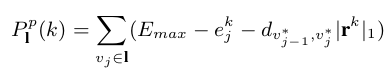 $P_{\mathbf{l}}^{p}(k) = \sum_{v_j \in \mathbf{l}} (E_{max} - e_j^k - d_{v_{j-1}^*, v_j^*} |\mathbf{r}^k|_1)$